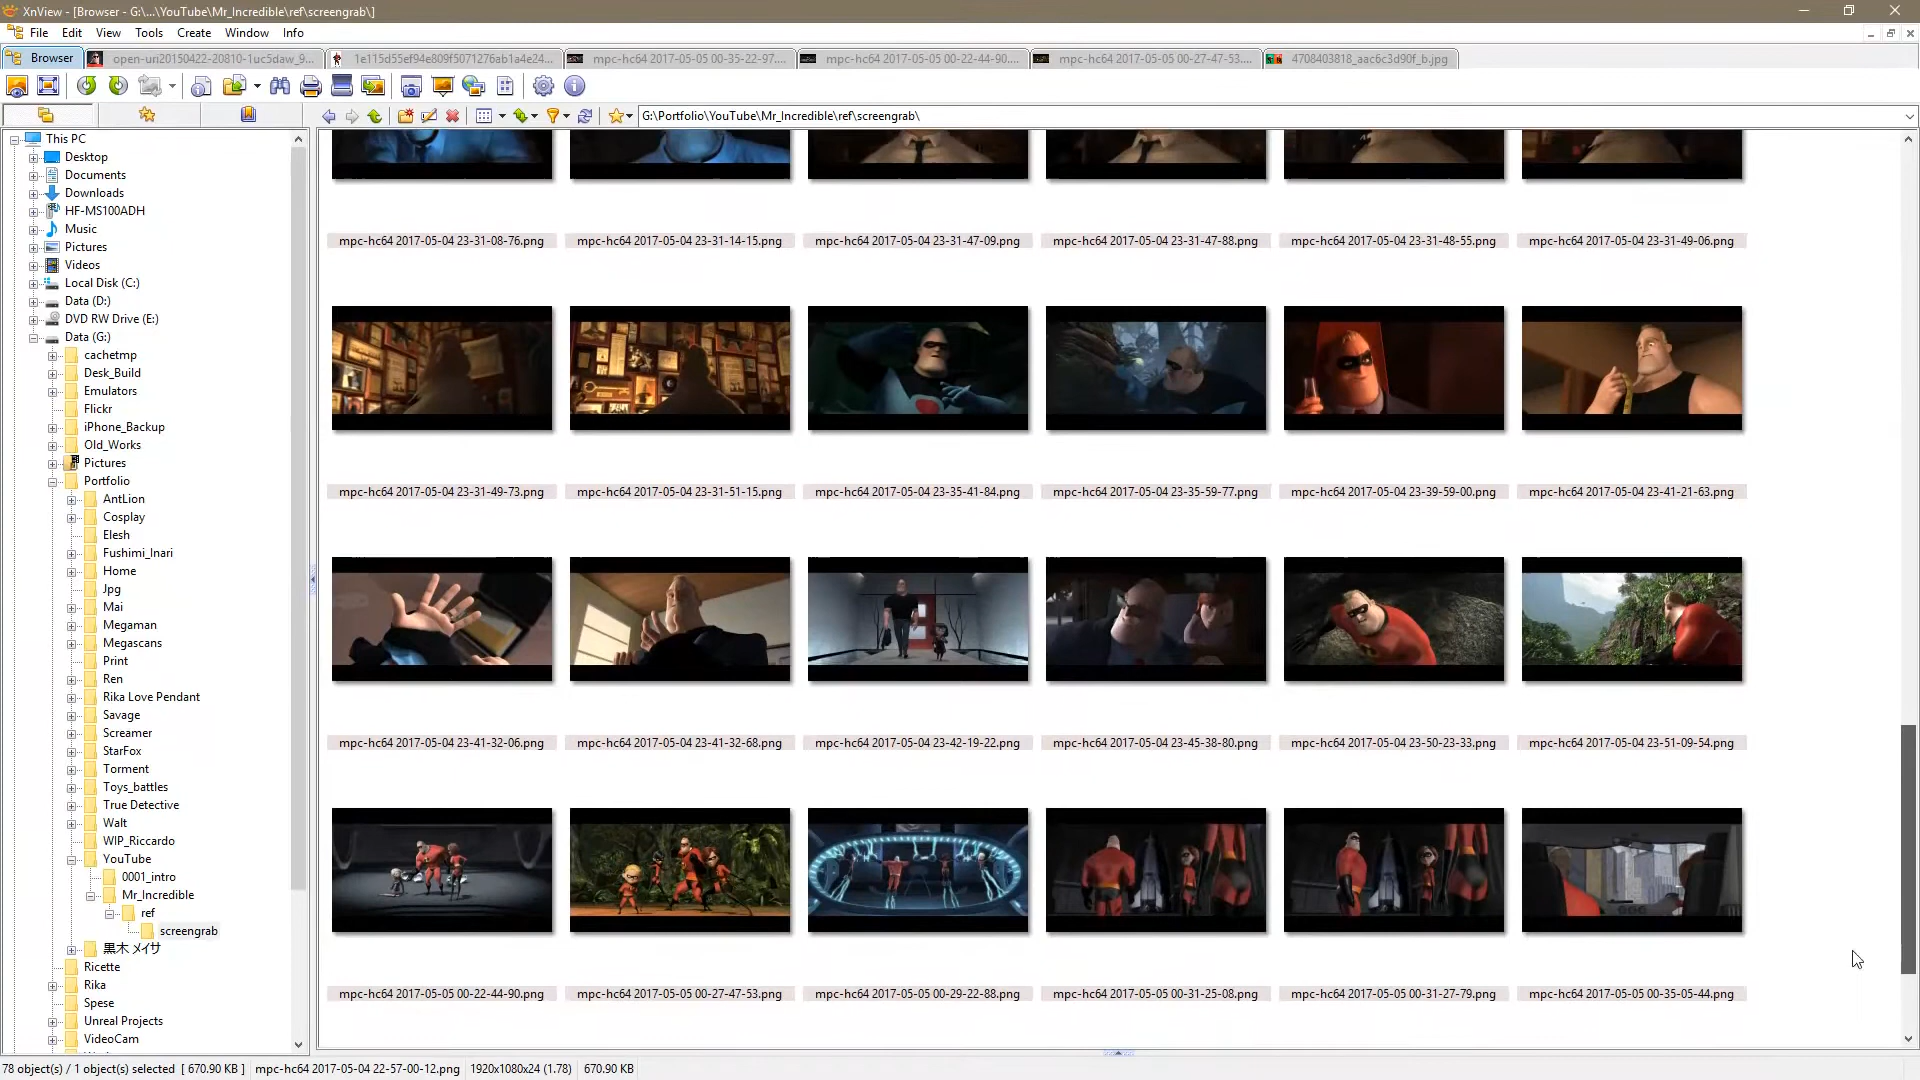 XnView - [Browser - G:\...\YouTube\Mr_Incredible\ref\screengrab\]
File Edit View Tools Create Window Info
Browser open-uri20150422-20810-1uc5daw_9... 1e115d55ef94e809f5071276ab1a4e24... mpc-hc64 2017-05-05 00-35-22-97.... mpc-hc64 2017-05-05 00-22-44-90.... mpc-hc64 2017-05-05 00-27-47-53.... 4708403818_aac6c3d90f_b.jpg
G:\Portfolio\YouTube\Mr_Incredible\ref\screengrab\
This PC
Desktop
Documents
Downloads
HF-MS100ADH
Music
Pictures
Videos
Local Disk (C:)
Data (D:)
DVD RW Drive (E:)
Data (G:)
cachetmp
Desk_Build
Emulators
Flickr
iPhone_Backup
Old_Works
Pictures
Portfolio
AntLion
Cosplay
Elesh
Fushimi_Inari
Home
Jpg
Mai
Megaman
Megascans
Print
Ren
Rika Love Pendant
Savage
Screamer
StarFox
Torment
Toys_battles
True Detective
Walt
WIP_Riccardo
YouTube
0001_intro
Mr_Incredible
ref
screengrab
黒木 メイサ
Ricette
Rika
Spese
Unreal Projects
VideoCam
mpc-hc64 2017-05-04 23-31-08-76.png mpc-hc64 2017-05-04 23-31-14-15.png mpc-hc64 2017-05-04 23-31-47-09.png mpc-hc64 2017-05-04 23-31-47-88.png mpc-hc64 2017-05-04 23-31-48-55.png mpc-hc64 2017-05-04 23-31-49-06.png
mpc-hc64 2017-05-04 23-31-49-73.png mpc-hc64 2017-05-04 23-31-51-15.png mpc-hc64 2017-05-04 23-35-41-84.png mpc-hc64 2017-05-04 23-35-59-77.png mpc-hc64 2017-05-04 23-39-59-00.png mpc-hc64 2017-05-04 23-41-21-63.png
mpc-hc64 2017-05-04 23-41-32-06.png mpc-hc64 2017-05-04 23-41-32-68.png mpc-hc64 2017-05-04 23-42-19-22.png mpc-hc64 2017-05-04 23-45-38-80.png mpc-hc64 2017-05-04 23-50-23-33.png mpc-hc64 2017-05-04 23-51-09-54.png
mpc-hc64 2017-05-05 00-22-44-90.png mpc-hc64 2017-05-05 00-27-47-53.png mpc-hc64 2017-05-05 00-29-22-88.png mpc-hc64 2017-05-05 00-31-25-08.png mpc-hc64 2017-05-05 00-31-27-79.png mpc-hc64 2017-05-05 00-35-05-44.png
78 object(s) / 1 object(s) selected [ 670.90 KB ] mpc-hc64 2017-05-04 22-57-00-12.png 1920x1080x24 (1.78) 670.90 KB